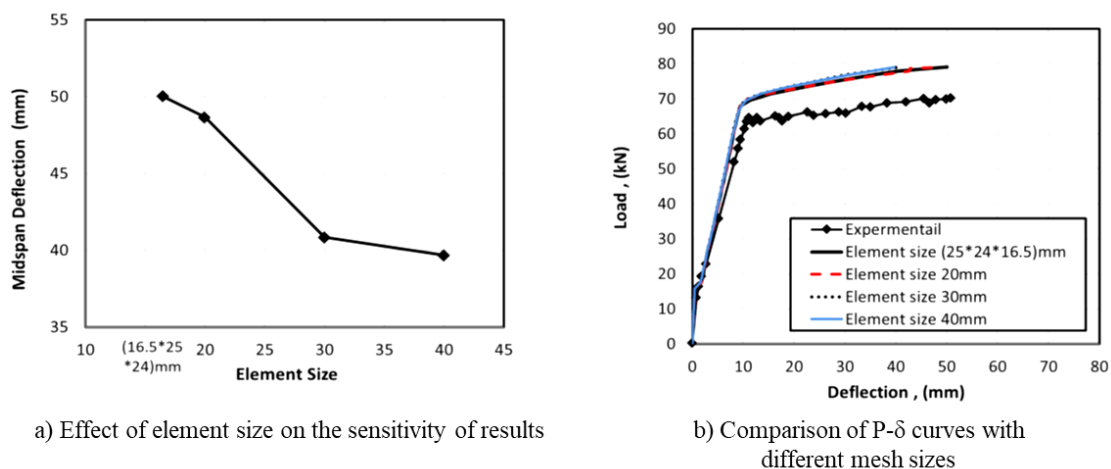 55
50
45
40
35
10
(16.5*25
*24)mm
20
25
30
35
40
45
Midspan Deflection (mm)
Element Size
a) Effect of element size on the sensitivity of results
90
80
70
60
50
40
30
20
10
0
0 10 20 30 40 50 60 70 80
Load , (kN)
Deflection , (mm)
Expermentail
Element size (25*24*16.5)mm
Element size 20mm
Element size 30mm
Element size 40mm
b) Comparison of P-δ curves with
different mesh sizes